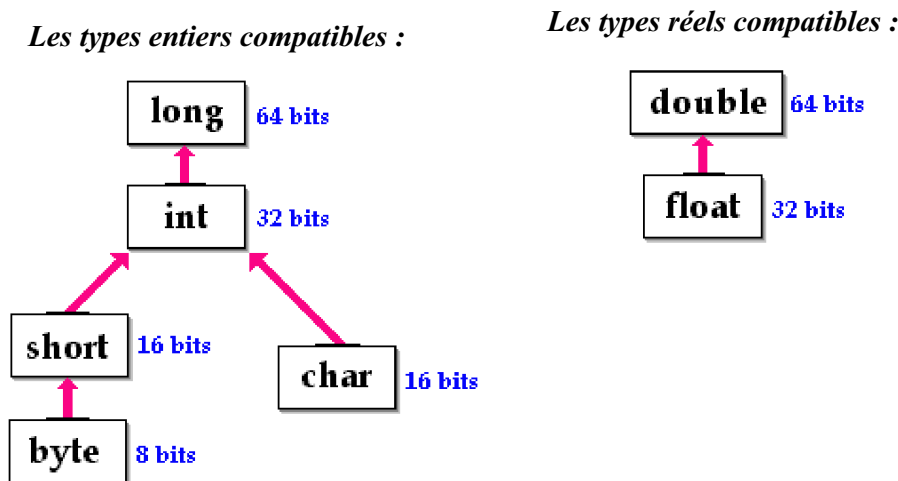 Les types entiers compatibles :
long 64 bits
int 32 bits
short 16 bits
char 16 bits
byte 8 bits
Les types réels compatibles :
double 64 bits
float 32 bits